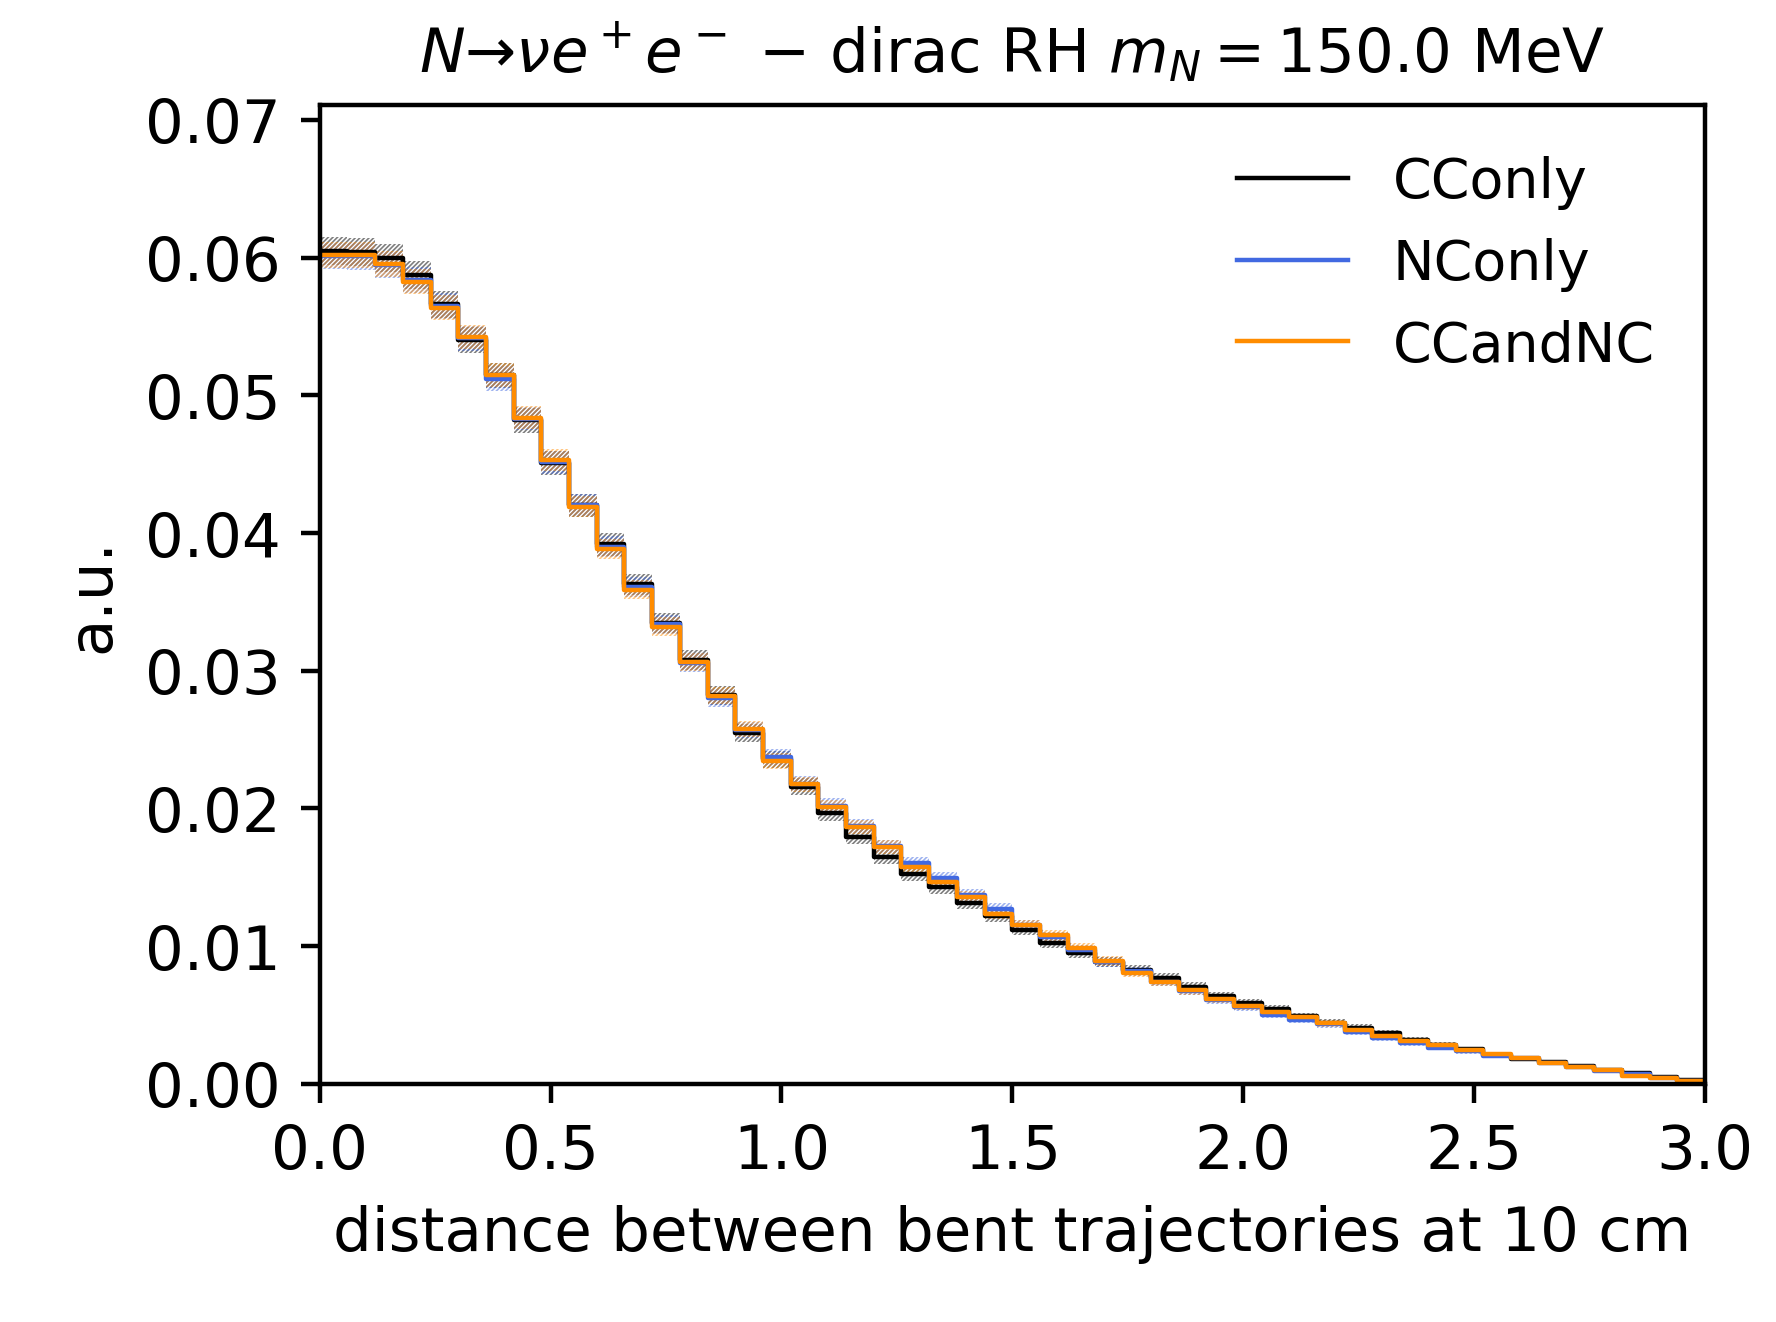 N→νe⁺e⁻ − dirac RH m_N = 150.0 MeV
0.07
0.06
0.05
0.04
0.03
0.02
0.01
0.00
a.u.
CConly
NConly
CCandNC
0.0 0.5 1.0 1.5 2.0 2.5 3.0
distance between bent trajectories at 10 cm